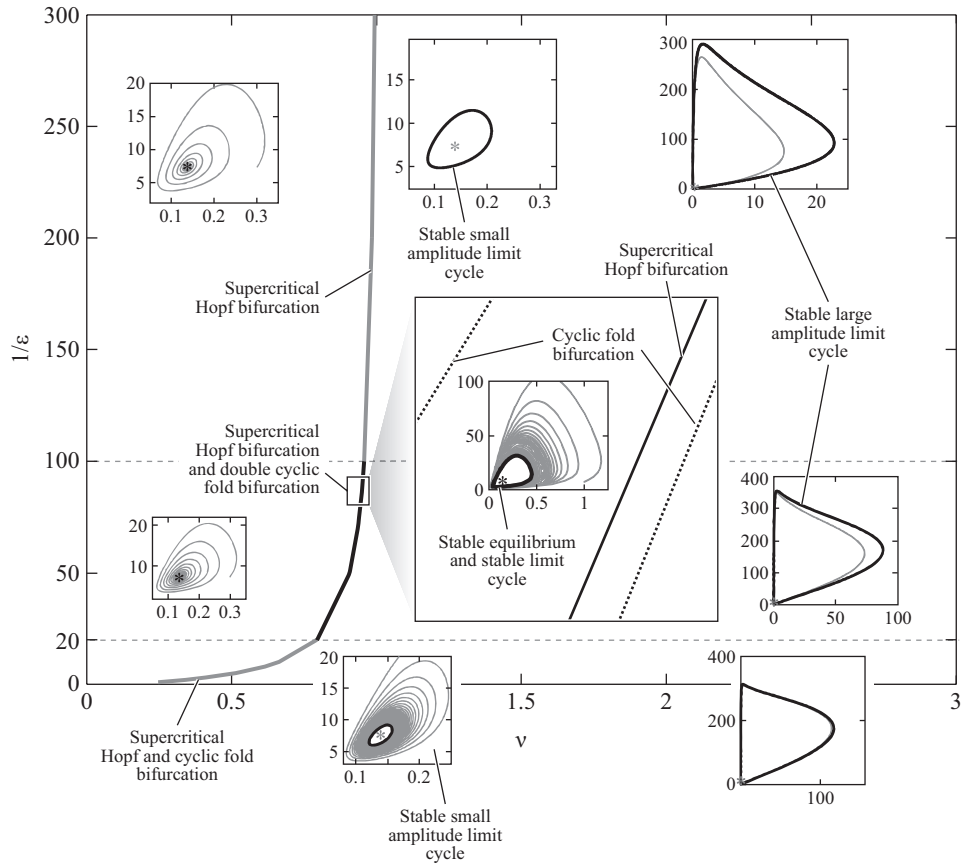 300
250
200
150
100
50
20
0
1/ε
0
0.5
1.5
2
3
ν
20
15
10
5
0.1
0.2
0.3
15
10
5
0.1
0.2
0.3
Stable small
amplitude limit
cycle
300
200
100
0
0
10
20
Supercritical
Hopf bifurcation
Supercritical
Hopf bifurcation
Stable large
amplitude limit
cycle
Cyclic fold
bifurcation
100
50
0
0
0.5
1
Stable equilibrium
and stable limit
cycle
Supercritical
Hopf bifurcation
and double cyclic
fold bifurcation
20
10
0.1
0.2
0.3
400
300
200
100
0
0
50
100
Supercritical
Hopf and cyclic fold
bifurcation
20
15
10
5
0.1
0.2
Stable small
amplitude limit
cycle
400
200
0
100